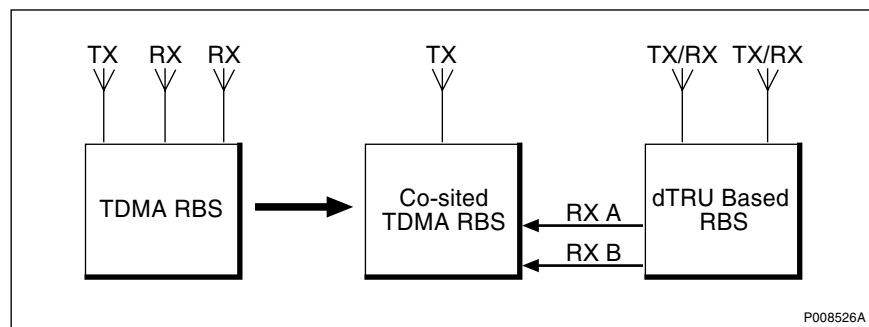 TX RX RX
TX
TX/RX TX/RX
TDMA RBS
Co-sited
TDMA RBS
RX A
RX B
dTRU Based
RBS
P008526A